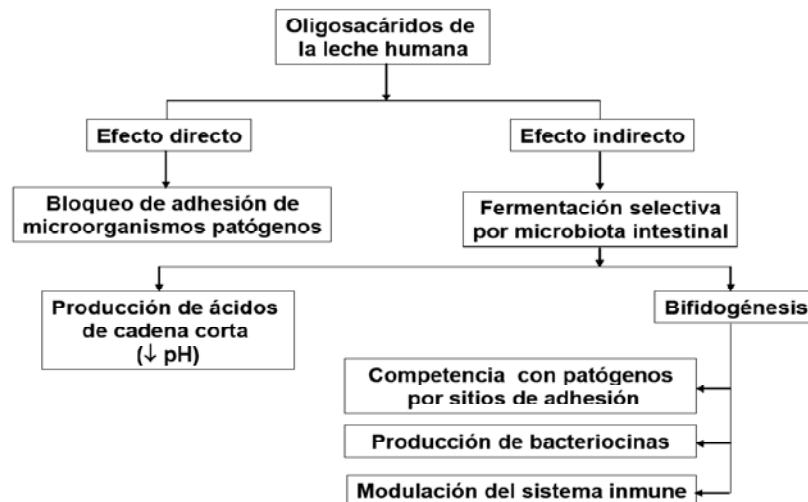 Oligosacáridos de
la leche humana
Efecto directo
Efecto indirecto
Bloqueo de adhesión de
microorganismos patógenos
Fermentación selectiva
por microbiota intestinal
Producción de ácidos
de cadena corta
(↓ pH)
Bifidogénesis
Competencia con patógenos
por sitios de adhesión
Producción de bacteriocinas
Modulación del sistema inmune